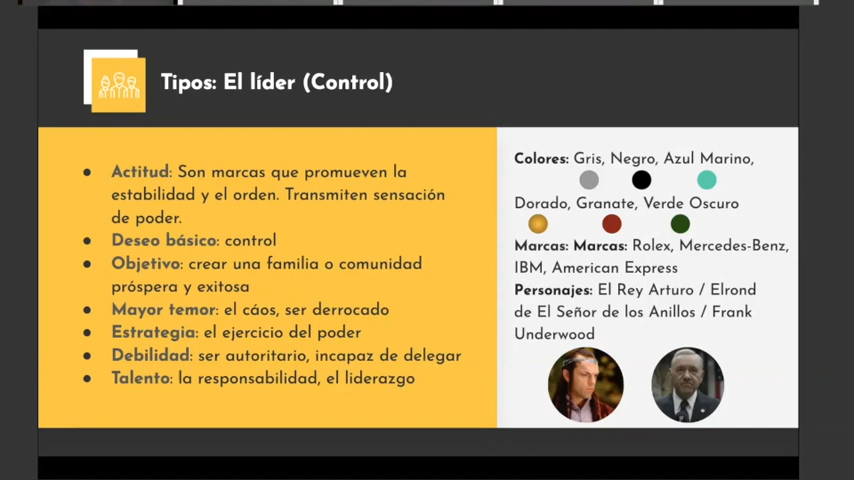 Tipos: El líder (Control)
● Actitud: Son marcas que promueven la
estabilidad y el orden. Transmiten sensación
de poder.
● Deseo básico: control
● Objetivo: crear una familia o comunidad
próspera y exitosa
● Mayor temor: el cáos, ser derrocado
● Estrategia: el ejercicio del poder
● Debilidad: ser autoritario, incapaz de delegar
● Talento: la responsabilidad, el liderazgo
Colores: Gris, Negro, Azul Marino,
Dorado, Granate, Verde Oscuro
Marcas: Marcas: Rolex, Mercedes-Benz,
IBM, American Express
Personajes: El Rey Arturo / Elrond
de El Señor de los Anillos / Frank
Underwood